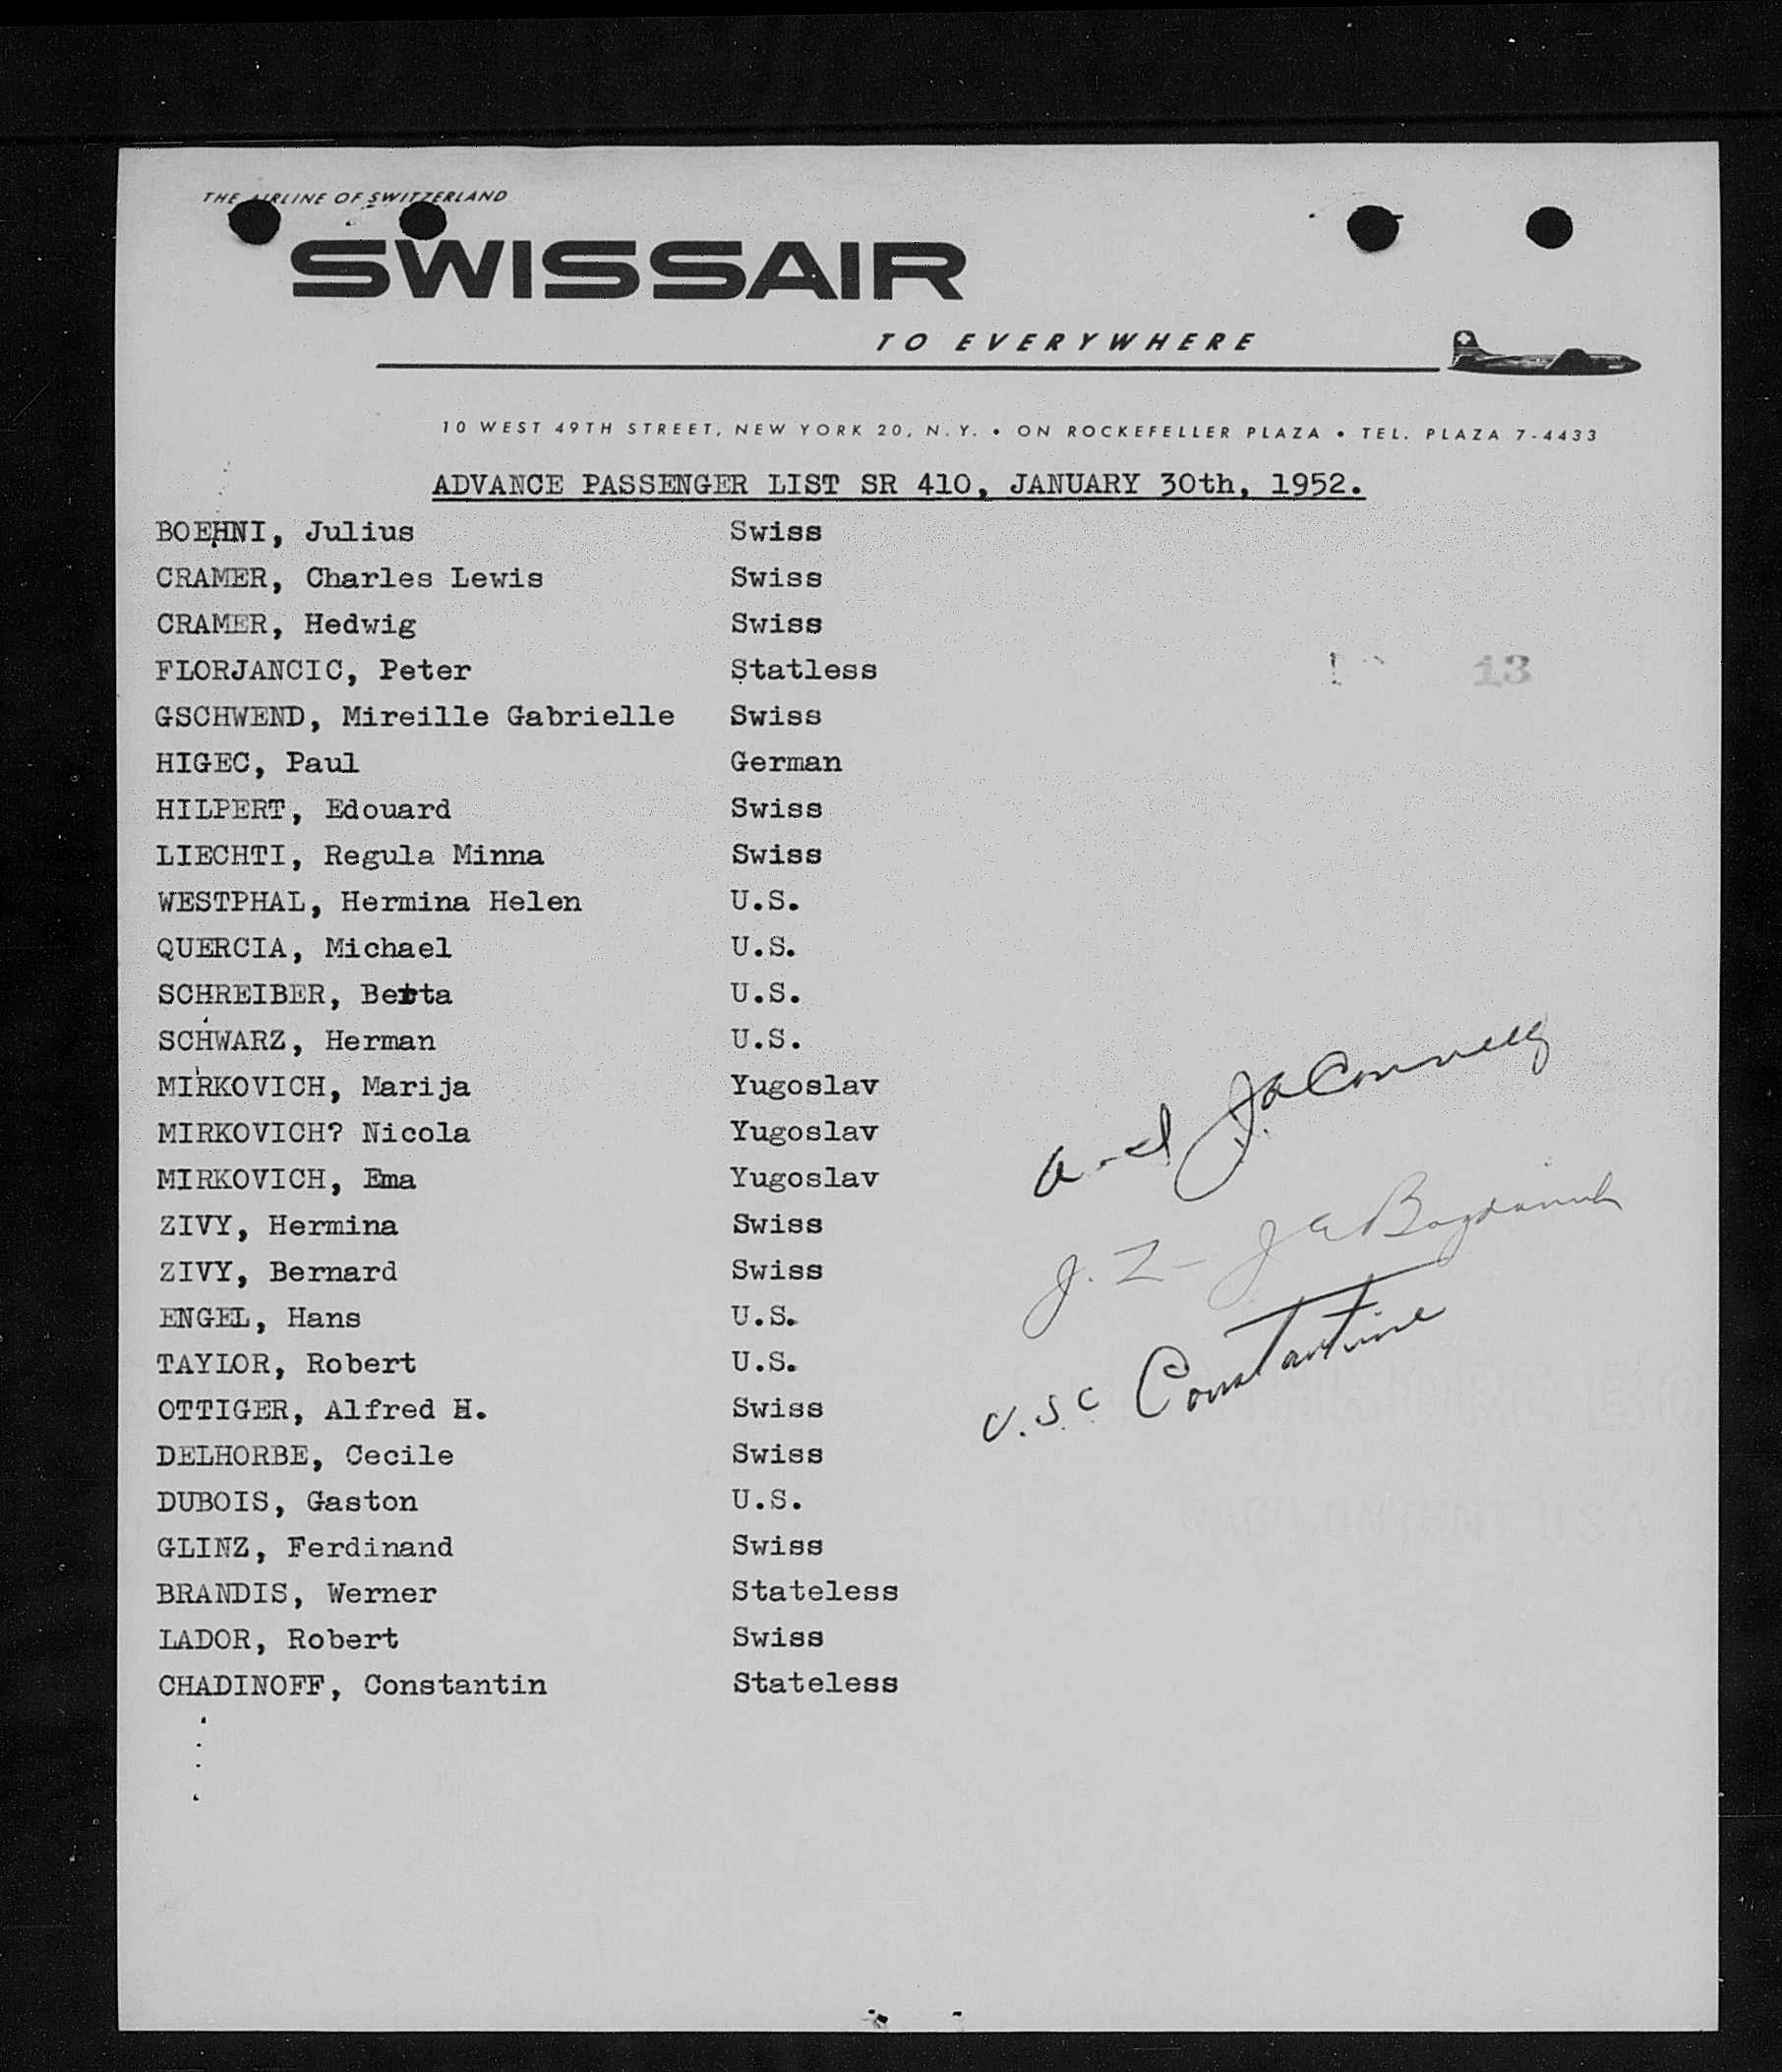 THE AIRLINE OF SWITZERLAND
SWISSAIR
TO EVERYWHERE
10 WEST 49TH STREET, NEW YORK 20, N.Y. • ON ROCKEFELLER PLAZA • TEL. PLAZA 7-4433
ADVANCE PASSENGER LIST SR 410, JANUARY 30th, 1952.
BOEHNI, Julius Swiss
CRAMER, Charles Lewis Swiss
CRAMER, Hedwig Swiss
FLORJANCIC, Peter Statless
13
GSCHWEND, Mireille Gabrielle Swiss
HIGEC, Paul German
HILPERT, Edouard Swiss
LIECHTI, Regula Minna Swiss
WESTPHAL, Hermina Helen U.S.
QUERCIA, Michael U.S.
SCHREIBER, Berta U.S.
SCHWARZ, Herman U.S.
MIRKOVICH, Marija Yugoslav
MIRKOVICH? Nicola Yugoslav
MIRKOVICH, Ema Yugoslav
ZIVY, Hermina Swiss
ZIVY, Bernard Swiss
ENGEL, Hans U.S.
TAYLOR, Robert U.S.
OTTIGER, Alfred H. Swiss
DELHORBE, Cecile Swiss
DUBOIS, Gaston U.S.
GLINZ, Ferdinand Swiss
BRANDIS, Werner Stateless
LADOR, Robert Swiss
CHADINOFF, Constantin Stateless
U.S.C Constantine